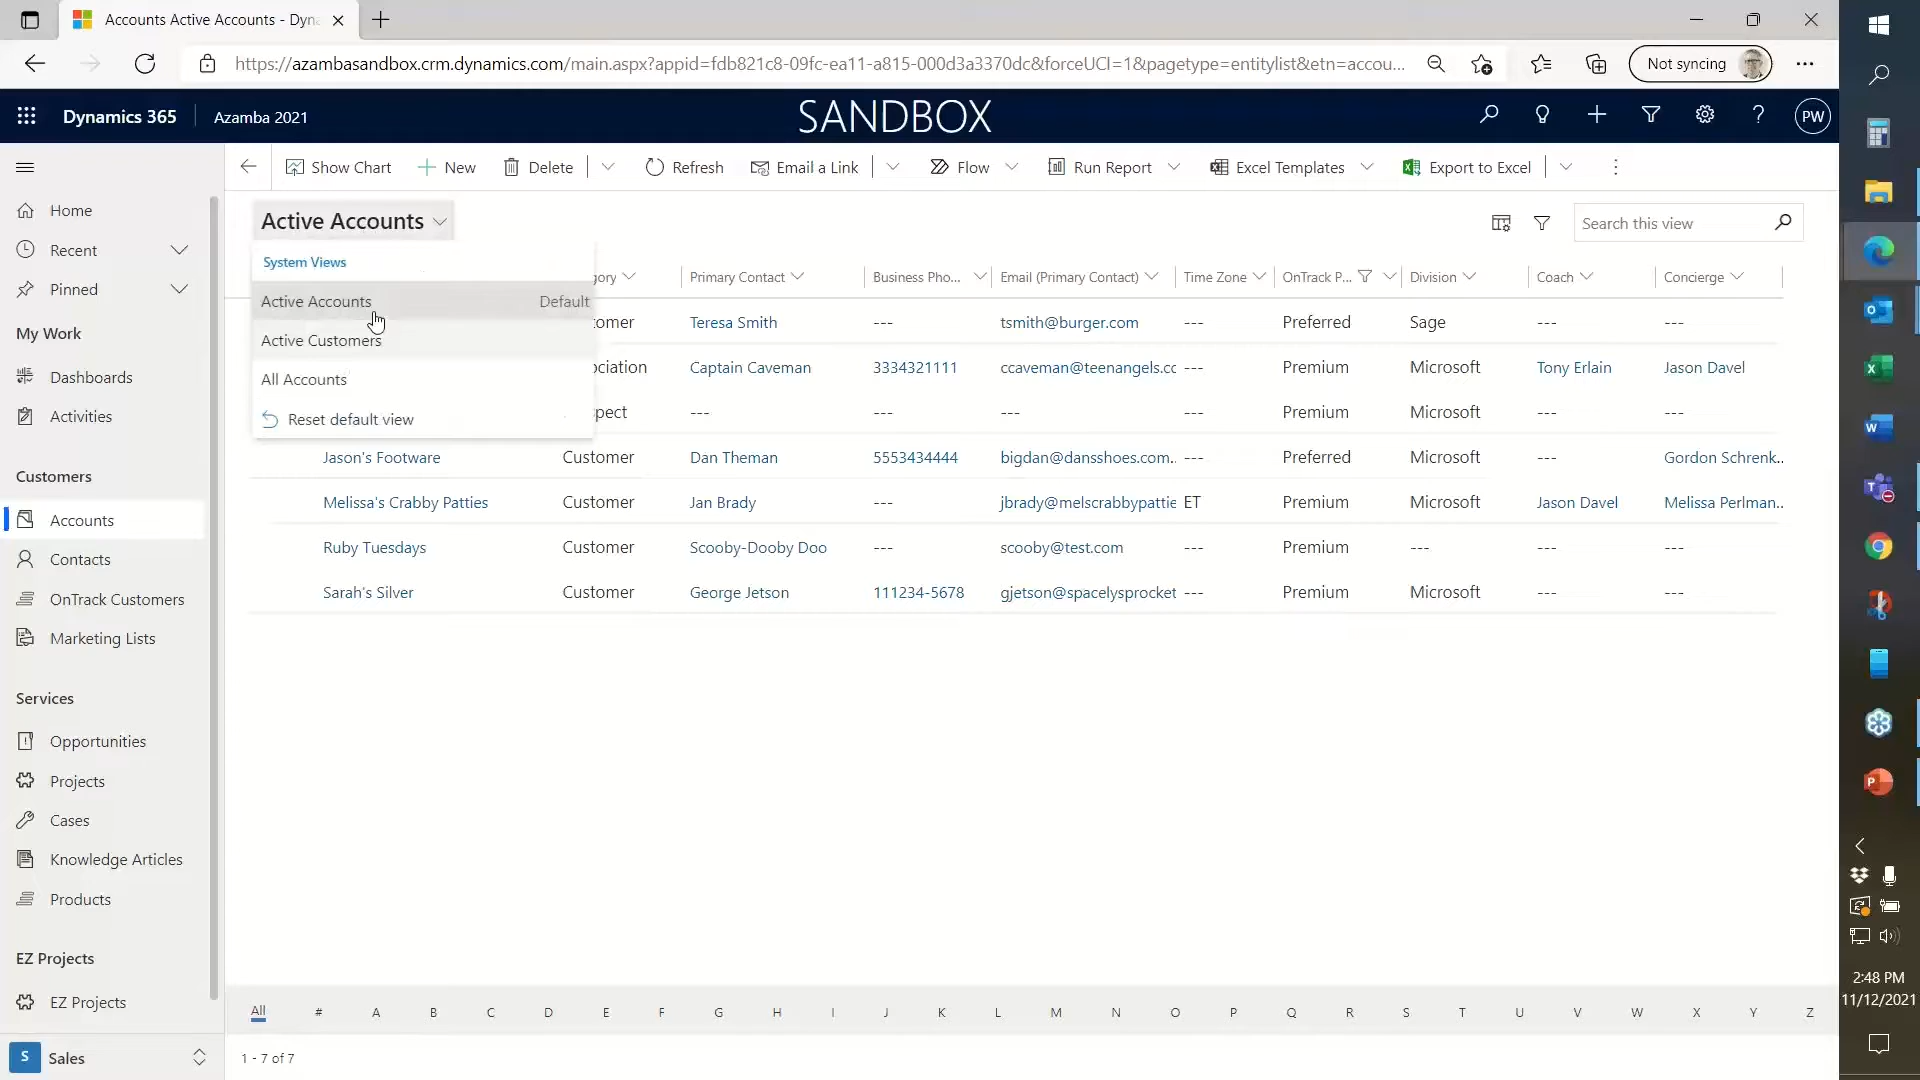 Accounts Active Accounts - Dyn
https://azambasandbox.crm.dynamics.com/main.aspx?appid=fdb821c8-09fc-ea11-a815-000d3a3370dc&forceUCI=1&pagetype=entitylist&etn=accou...
Not syncing
Dynamics 365
Azamba 2021
SANDBOX
PW
Show Chart
New
Delete
Refresh
Email a Link
Flow
Run Report
Excel Templates
Export to Excel
Home
Recent
Pinned
My Work
Dashboards
Activities
Customers
Accounts
Contacts
OnTrack Customers
Marketing Lists
Services
Opportunities
Projects
Cases
Knowledge Articles
Products
EZ Projects
EZ Projects
S Sales
Active Accounts
Search this view
System Views
Active Accounts Default
Active Customers
All Accounts
Reset default view
gory Primary Contact Business Pho... Email (Primary Contact) Time Zone OnTrack P... Division Coach Concierge
omer Teresa Smith --- tsmith@burger.com --- Preferred Sage --- ---
ociation Captain Caveman 3334321111 ccaveman@teenangels.cc --- Premium Microsoft Tony Erlain Jason Davel
spect --- --- --- --- Premium Microsoft --- ---
Jason's Footware Customer Dan Theman 5553434444 bigdan@dansshoes.com.. --- Preferred Microsoft --- Gordon Schrenk..
Melissa's Crabby Patties Customer Jan Brady --- jbrady@melscrabbypattie ET Premium Microsoft Jason Davel Melissa Perlman..
Ruby Tuesdays Customer Scooby-Dooby Doo --- scooby@test.com --- Premium --- --- ---
Sarah's Silver Customer George Jetson 111234-5678 gjetson@spacelysprocket --- Premium Microsoft --- ---
All # A B C D E F G H I J K L M N O P Q R S T U V W X Y Z
1 - 7 of 7
2:48 PM
11/12/2021